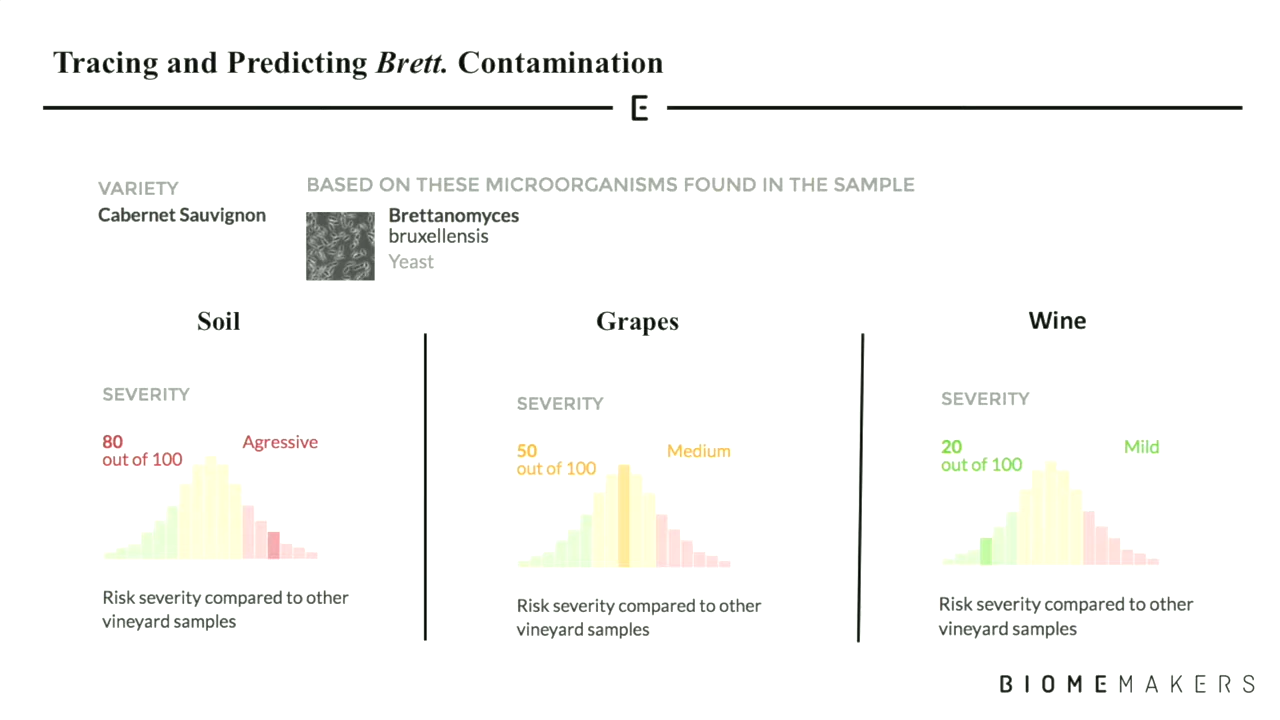 Tracing and Predicting Brett. Contamination
E
VARIETY
Cabernet Sauvignon
BASED ON THESE MICROORGANISMS FOUND IN THE SAMPLE
Brettanomyces
bruxellensis
Yeast
Soil
SEVERITY
80
out of 100
Agressive
Risk severity compared to other
vineyard samples
Grapes
SEVERITY
50
out of 100
Medium
Risk severity compared to other
vineyard samples
Wine
SEVERITY
20
out of 100
Mild
Risk severity compared to other
vineyard samples
BIOMEMAKERS